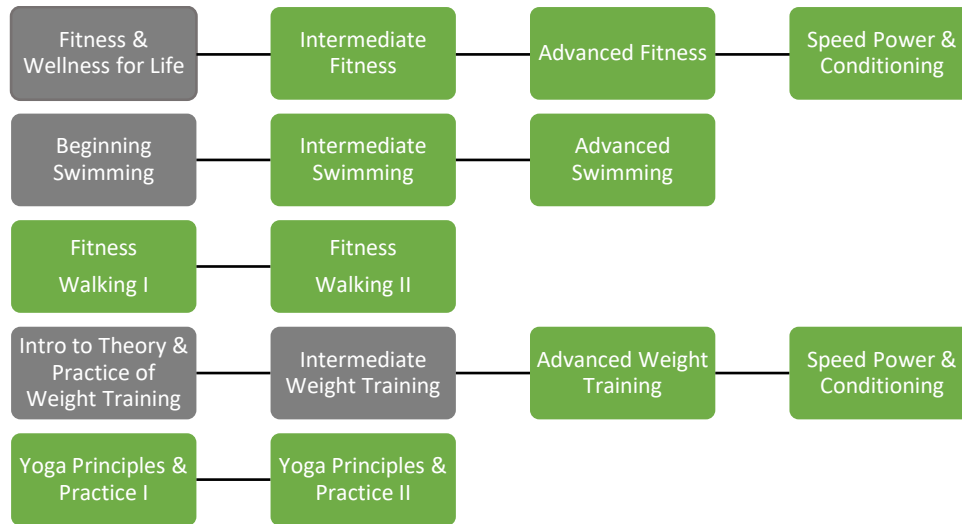 Fitness &
Wellness for Life
Intermediate
Fitness
Advanced Fitness
Speed Power &
Conditioning
Beginning
Swimming
Intermediate
Swimming
Advanced
Swimming
Fitness
Walking I
Fitness
Walking II
Intro to Theory &
Practice of
Weight Training
Intermediate
Weight Training
Advanced Weight
Training
Speed Power &
Conditioning
Yoga Principles &
Practice I
Yoga Principles &
Practice II